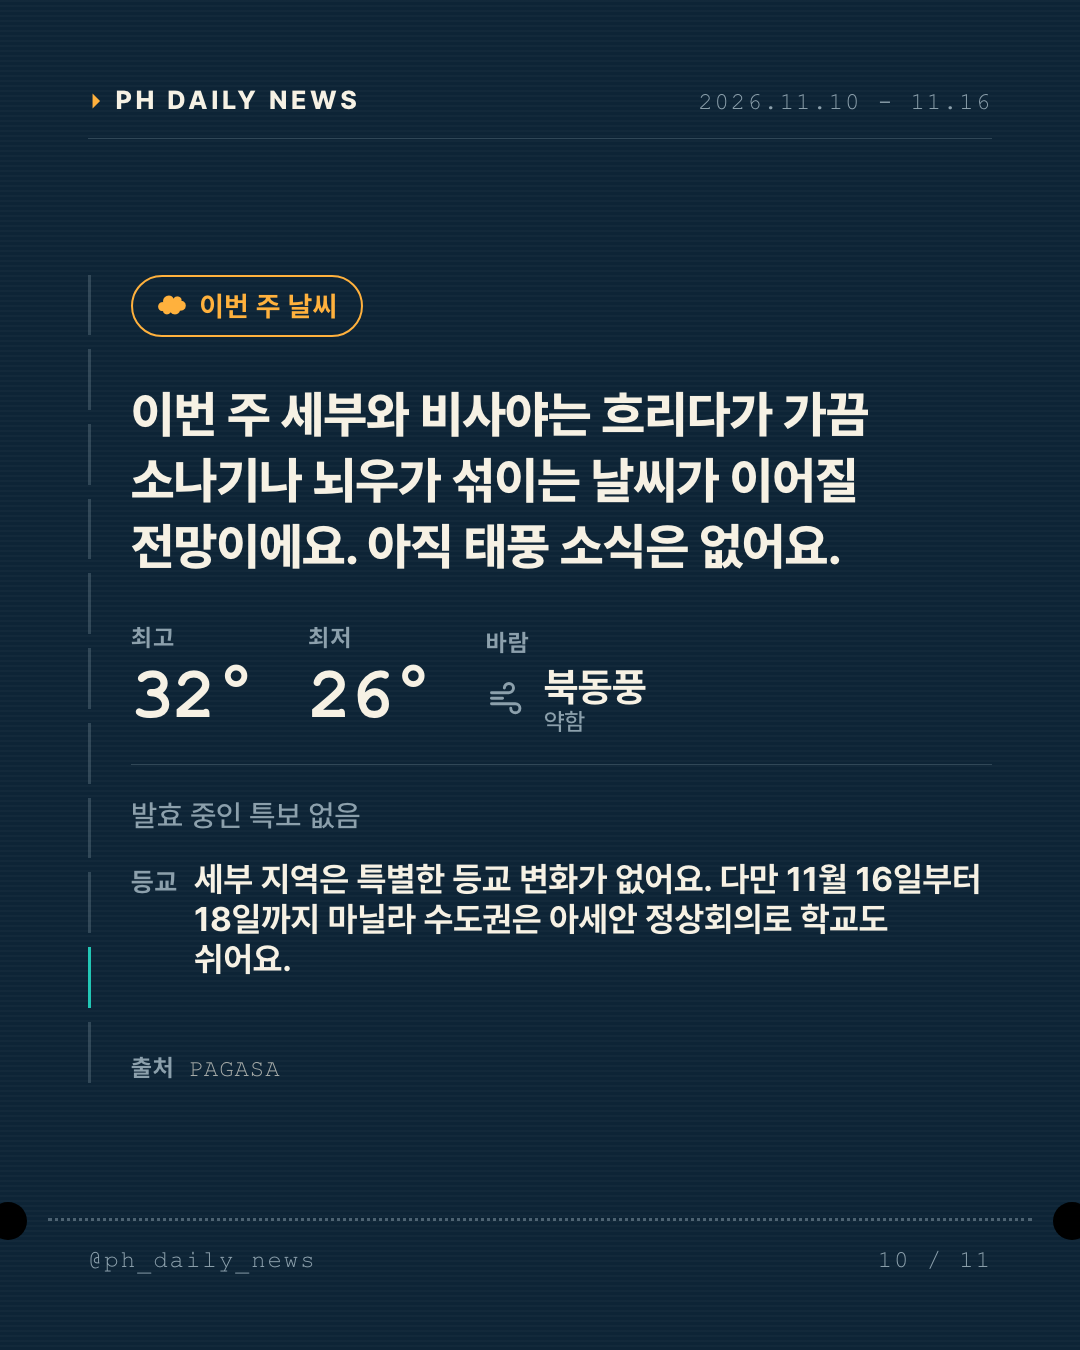 PH DAILY NEWS
2026.11.10 - 11.16
이번 주 날씨
이번 주 세부와 비사야는 흐리다가 가끔
소나기나 뇌우가 섞이는 날씨가 이어질
전망이에요. 아직 태풍 소식은 없어요.
최고 최저 바람
32° 26° 북동풍
약함
발효 중인 특보 없음
등교 세부 지역은 특별한 등교 변화가 없어요. 다만 11월 16일부터
18일까지 마닐라 수도권은 아세안 정상회의로 학교도
쉬어요.
출처 PAGASA
@ph_daily_news
10 / 11